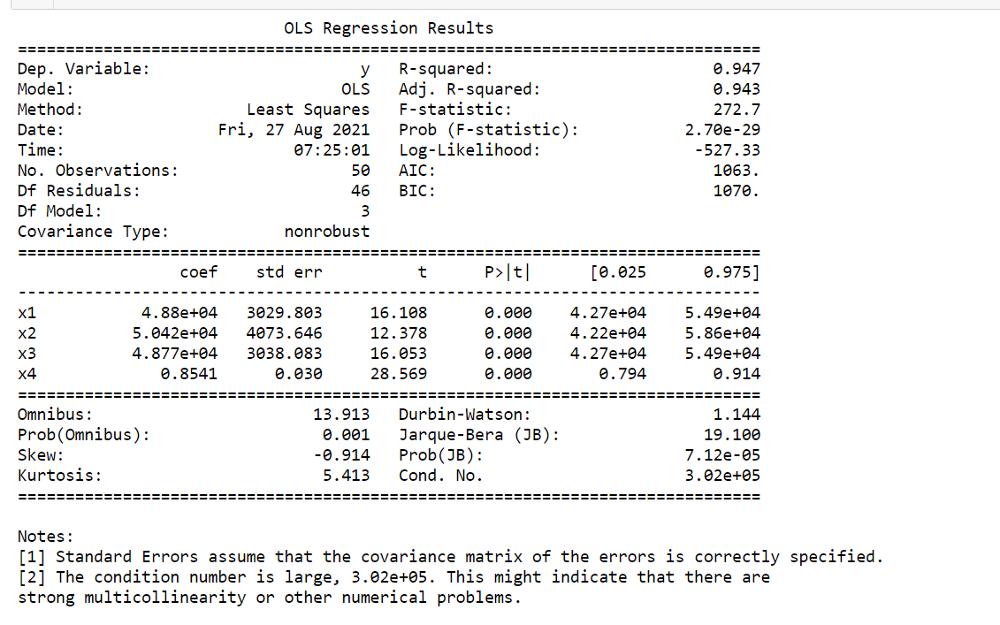 OLS Regression Results
==============================================================================
Dep. Variable:                      y   R-squared:                       0.947
Model:                            OLS   Adj. R-squared:                  0.943
Method:                 Least Squares   F-statistic:                     272.7
Date:                Fri, 27 Aug 2021   Prob (F-statistic):           2.70e-29
Time:                        07:25:01   Log-Likelihood:                -527.33
No. Observations:                  50   AIC:                             1063.
Df Residuals:                      46   BIC:                             1070.
Df Model:                           3
Covariance Type:            nonrobust
==============================================================================
                 coef    std err          t      P>|t|      [0.025      0.975]
------------------------------------------------------------------------------
x1           4.88e+04   3029.803     16.108      0.000    4.27e+04    5.49e+04
x2          5.042e+04   4073.646     12.378      0.000    4.22e+04    5.86e+04
x3          4.877e+04   3038.083     16.053      0.000    4.27e+04    5.49e+04
x4             0.8541      0.030     28.569      0.000       0.794       0.914
==============================================================================
Omnibus:                       13.913   Durbin-Watson:                   1.144
Prob(Omnibus):                  0.001   Jarque-Bera (JB):               19.100
Skew:                          -0.914   Prob(JB):                     7.12e-05
Kurtosis:                       5.413   Cond. No.                     3.02e+05
==============================================================================
Notes:
[1] Standard Errors assume that the covariance matrix of the errors is correctly specified.
[2] The condition number is large, 3.02e+05. This might indicate that there are
strong multicollinearity or other numerical problems.